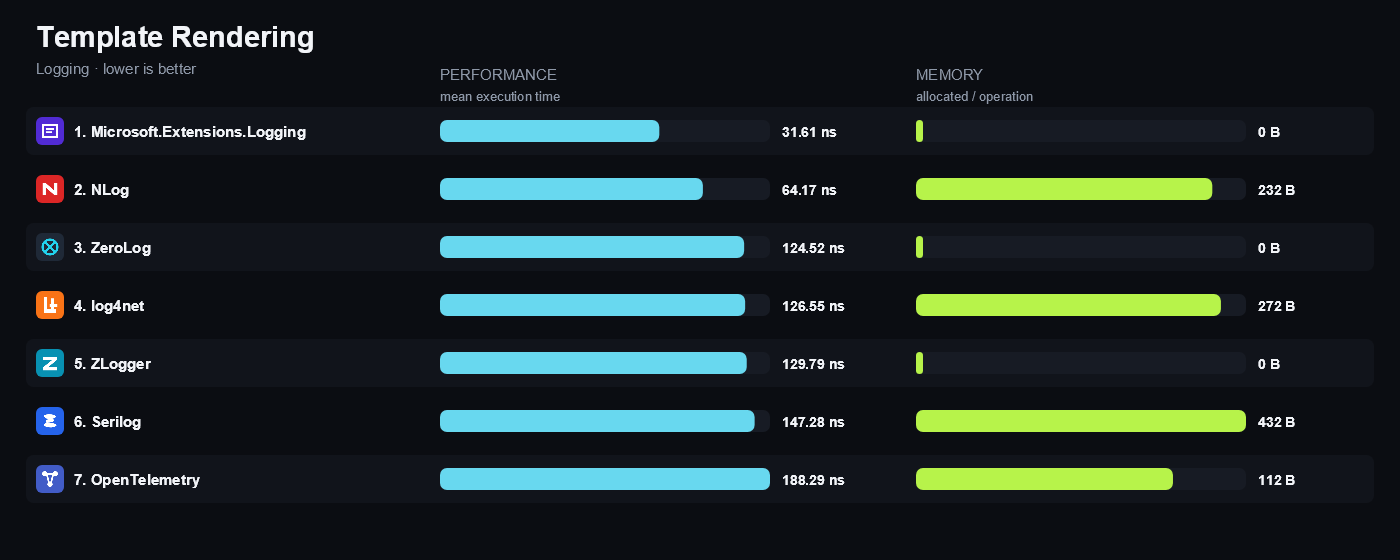 Template Rendering
Logging · lower is better
PERFORMANCE
mean execution time
MEMORY
allocated / operation
1. Microsoft.Extensions.Logging 31.61 ns 0 B
2. NLog 64.17 ns 232 B
3. ZeroLog 124.52 ns 0 B
4. log4net 126.55 ns 272 B
5. ZLogger 129.79 ns 0 B
6. Serilog 147.28 ns 432 B
7. OpenTelemetry 188.29 ns 112 B